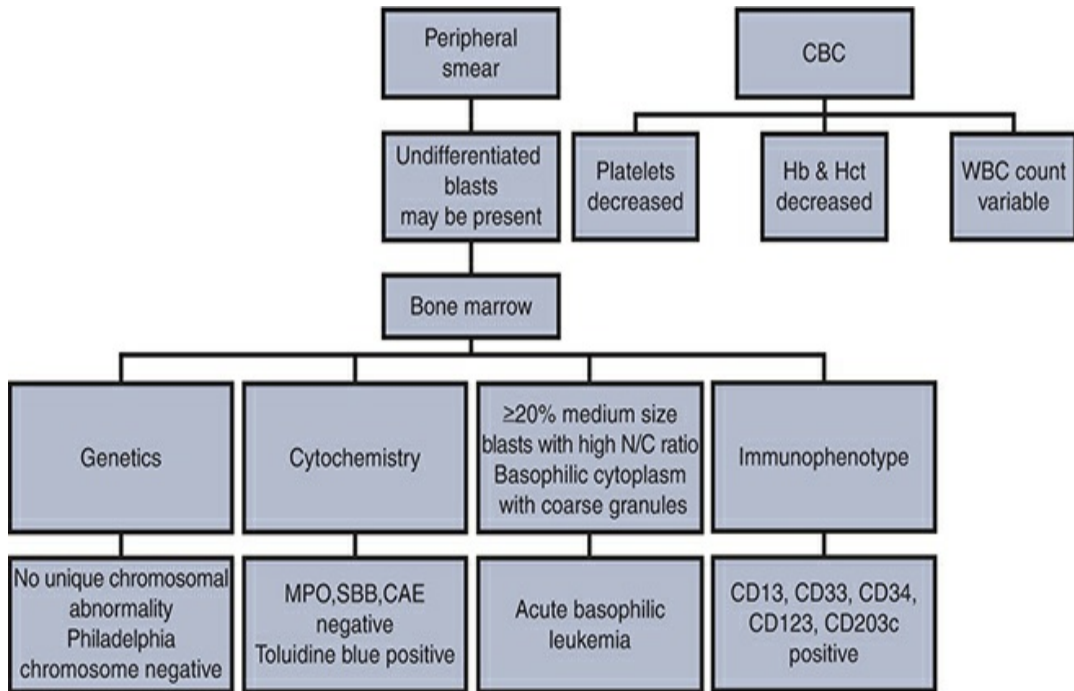 Peripheral
smear
CBC
Undifferentiated
blasts
may be present
Platelets
decreased
Hb & Hct
decreased
WBC count
variable
Bone marrow
Genetics
Cytochemistry
≥20% medium size
blasts with high N/C ratio
Basophilic cytoplasm
with coarse granules
Immunophenotype
No unique chromosomal
abnormality
Philadelphia
chromosome negative
MPO,SBB,CAE
negative
Toluidine blue positive
Acute basophilic
leukemia
CD13, CD33, CD34,
CD123, CD203c
positive